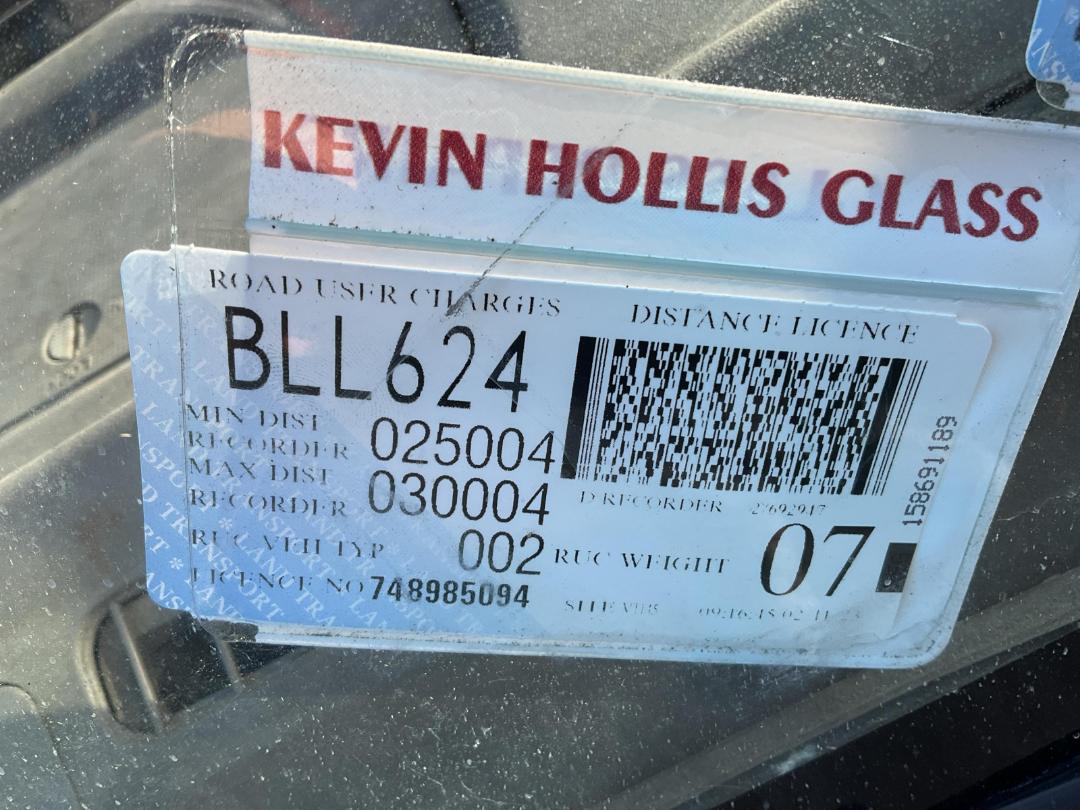 KEVIN HOLLIS GLASS
ROAD USER CHARGES DISTANCE LICENCE
BLL624
MIN DIST
RECORDER 025004
MAX DIST
RECORDER 030004
D RECORDER
RUC VEH TYP 002 RUC WEIGHT 07
LICENCE NO 748985094
158691189